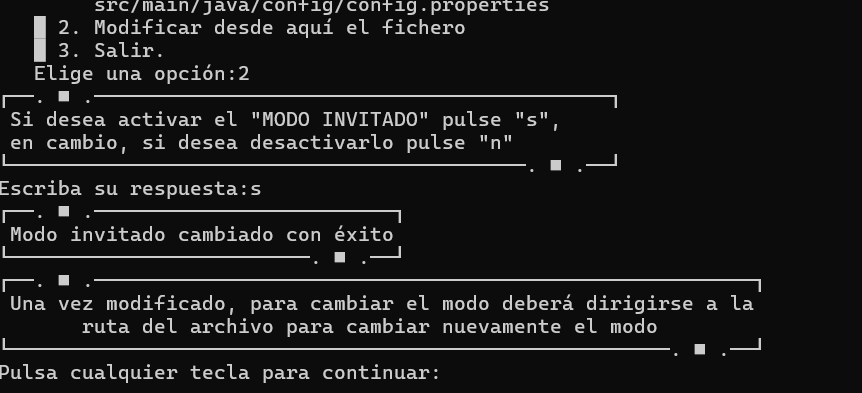 src/main/java/config/config.properties
2. Modificar desde aquí el fichero
3. Salir.
Elige una opción:2
Si desea activar el "MODO INVITADO" pulse "s",
en cambio, si desea desactivarlo pulse "n"
Escriba su respuesta:s
Modo invitado cambiado con éxito
Una vez modificado, para cambiar el modo deberá dirigirse a la
ruta del archivo para cambiar nuevamente el modo
Pulsa cualquier tecla para continuar: